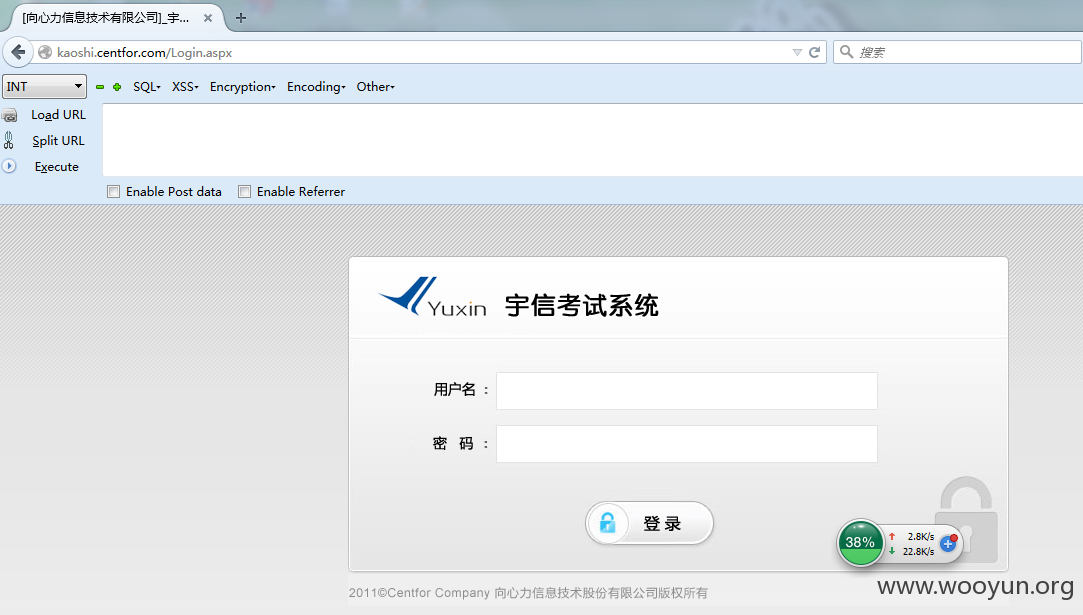 [向心力信息技术有限公司]_宇...
kaoshi.centfor.com/Login.aspx
搜索
INT SQL XSS Encryption Encoding Other
Load URL
Split URL
Execute
Enable Post data Enable Referrer
Yuxin 宇信考试系统
用户名 :
密 码 :
登 录
38% 2.8K/s
22.8K/s
2011©Centfor Company 向心力信息技术股份有限公司版权所有
www.wooyun.org